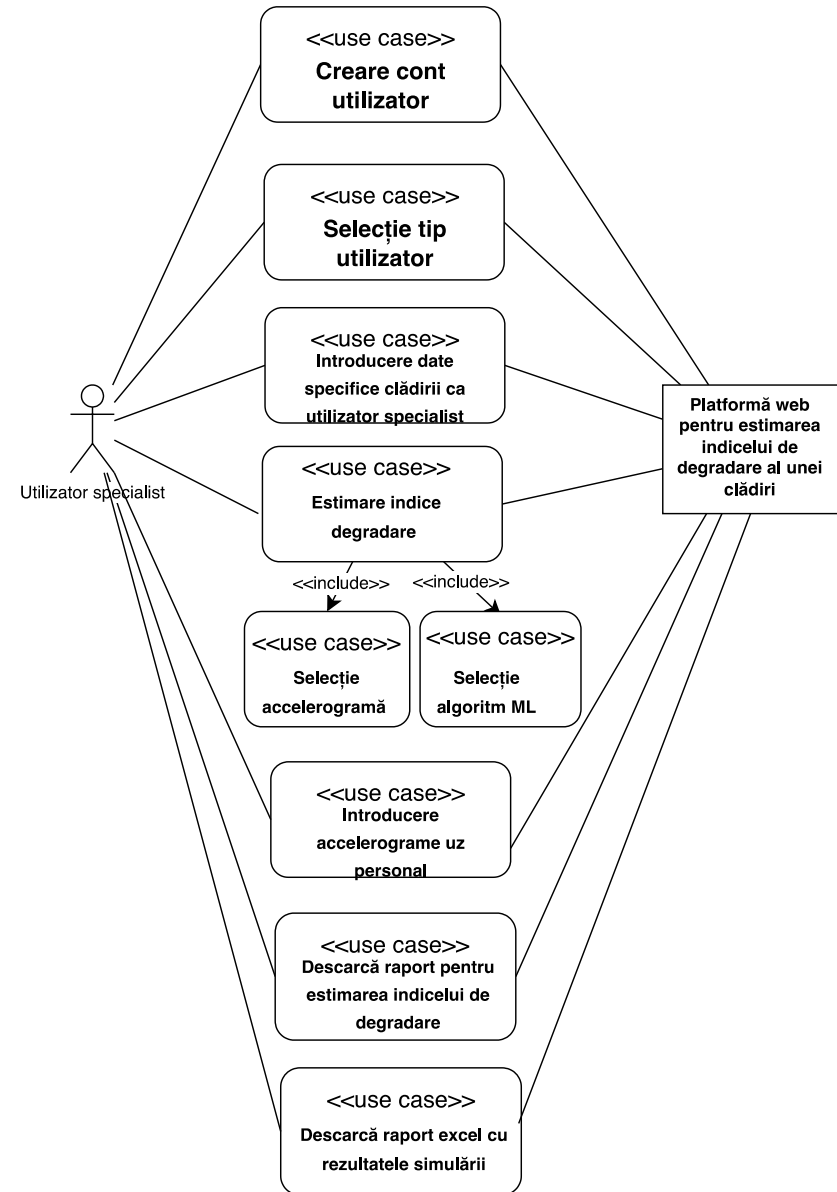 <<use case>>
Creare cont
utilizator
<<use case>>
Selecție tip
utilizator
<<use case>>
Introducere date
specifice clădirii ca
utilizator specialist
Utilizator specialist
Platformă web
pentru estimarea
indicelui de
degradare al unei
clădiri
<<use case>>
Estimare indice
degradare
<<include>>
<<include>>
<<use case>>
Selecție
accelerogramă
<<use case>>
Selecție
algoritm ML
<<use case>>
Introducere
accelerograme uz
personal
<<use case>>
Descarcă raport pentru
estimarea indicelui de
degradare
<<use case>>
Descarcă raport excel cu
rezultatele simulării